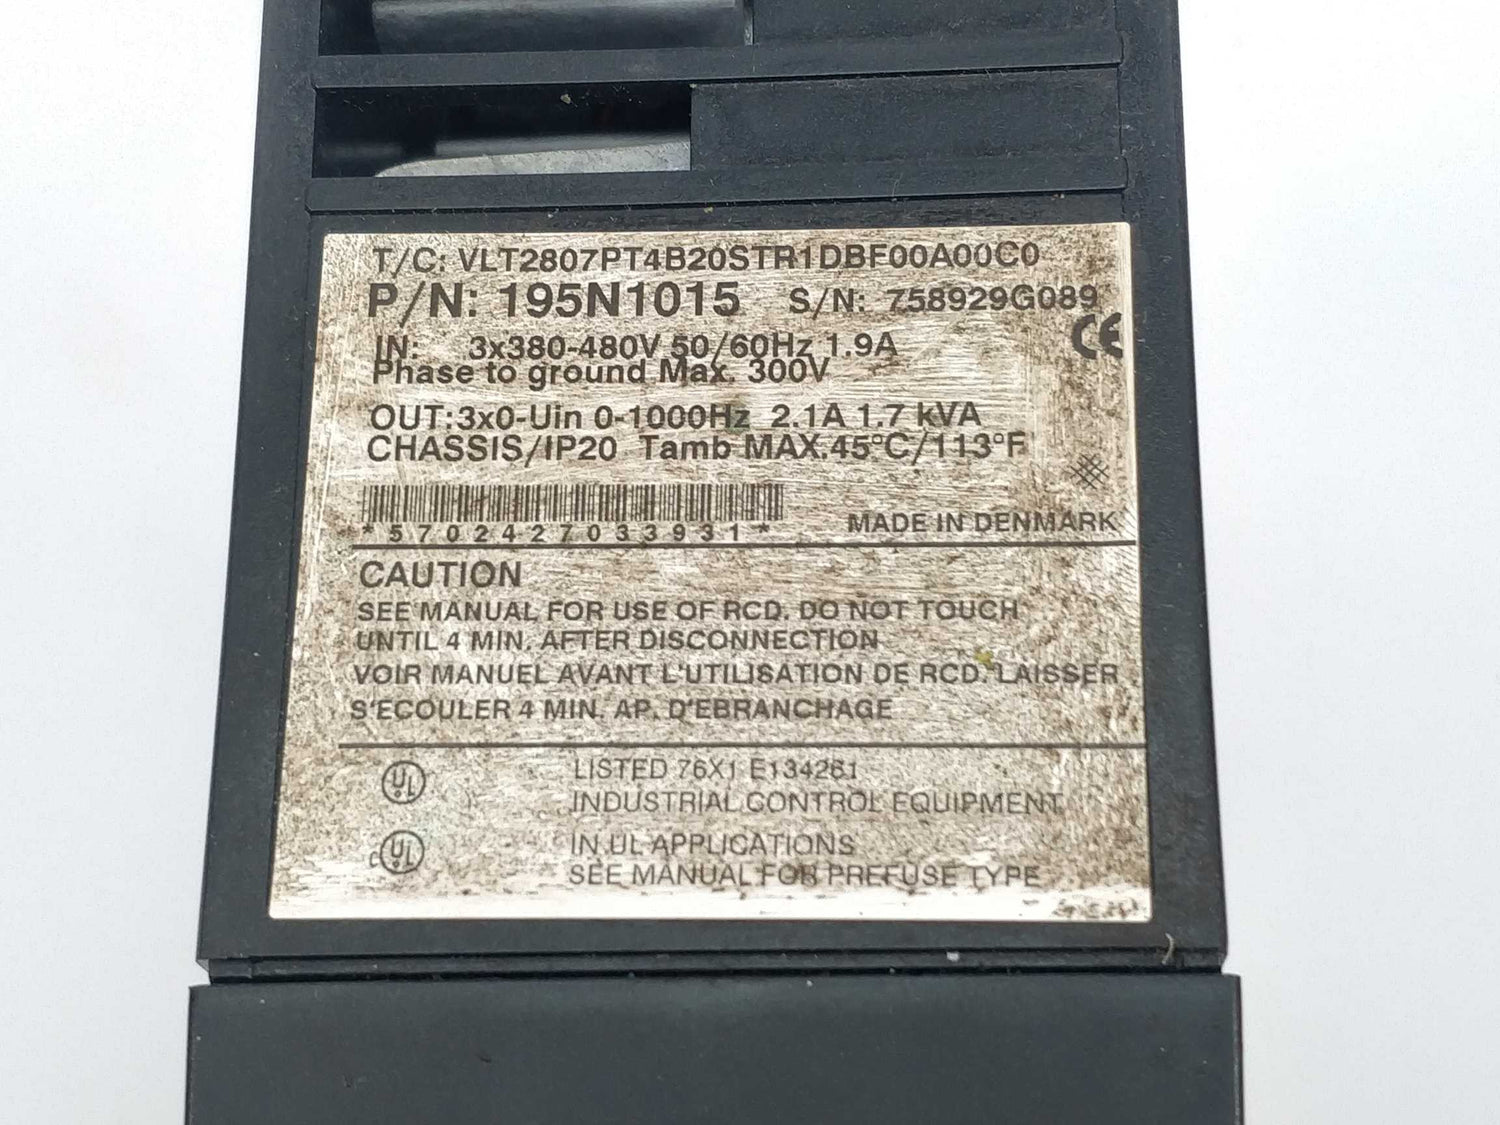 T/C: VLT2807PT4B20STR1DBF00A00C0
P/N: 195N1015 S/N: 758929G089
IN: 3x380-480V 50/60Hz 1.9A
CE
Phase to ground Max. 300V
OUT:3x0-Uin 0-1000Hz 2.1A 1.7 kVA
CHASSIS/IP20 Tamb MAX.45°C/113°F
*5702427033931*
MADE IN DENMARK
CAUTION
SEE MANUAL FOR USE OF RCD. DO NOT TOUCH
UNTIL 4 MIN. AFTER DISCONNECTION
VOIR MANUEL AVANT L'UTILISATION DE RCD. LAISSER
S'ECOULER 4 MIN. AP. D'EBRANCHAGE
UL LISTED 76X1 E134261
INDUSTRIAL CONTROL EQUIPMENT
c UL IN UL APPLICATIONS
SEE MANUAL FOR PREFUSE TYPE